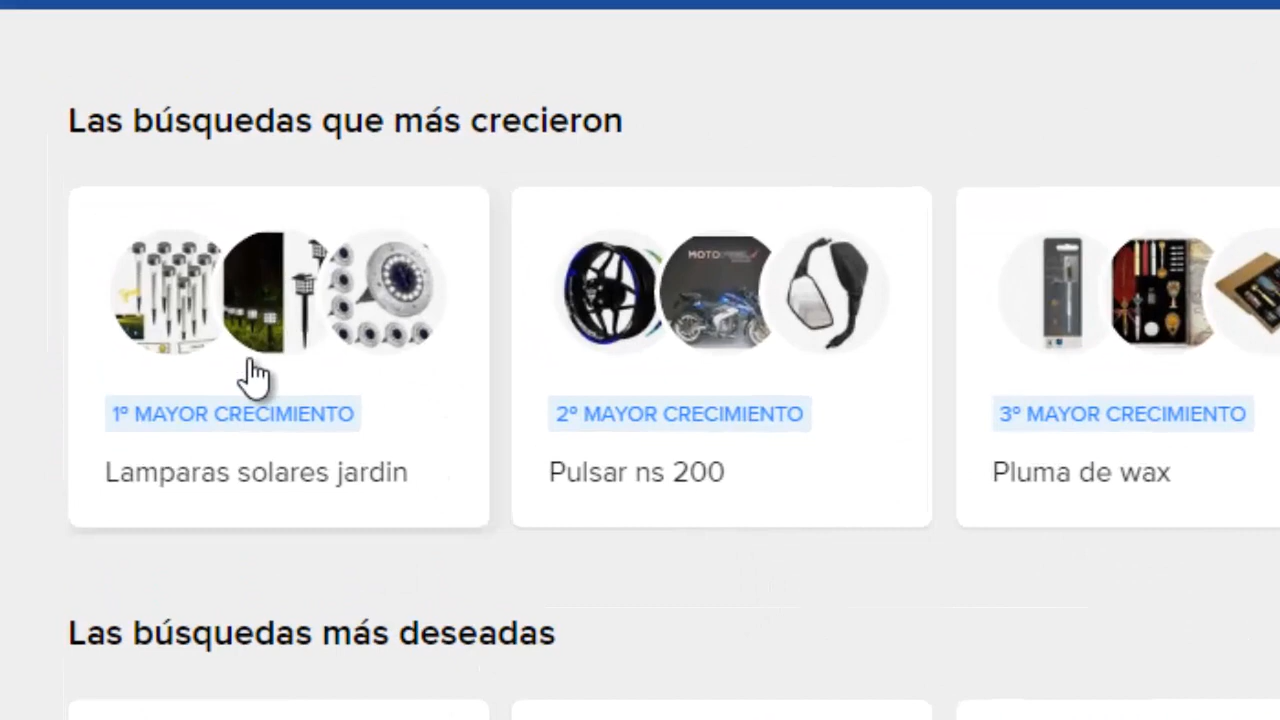 Las búsquedas que más crecieron
1º MAYOR CRECIMIENTO
2º MAYOR CRECIMIENTO
3º MAYOR CRECIMIENTO
Lamparas solares jardin
Pulsar ns 200
Pluma de wax
Las búsquedas más deseadas